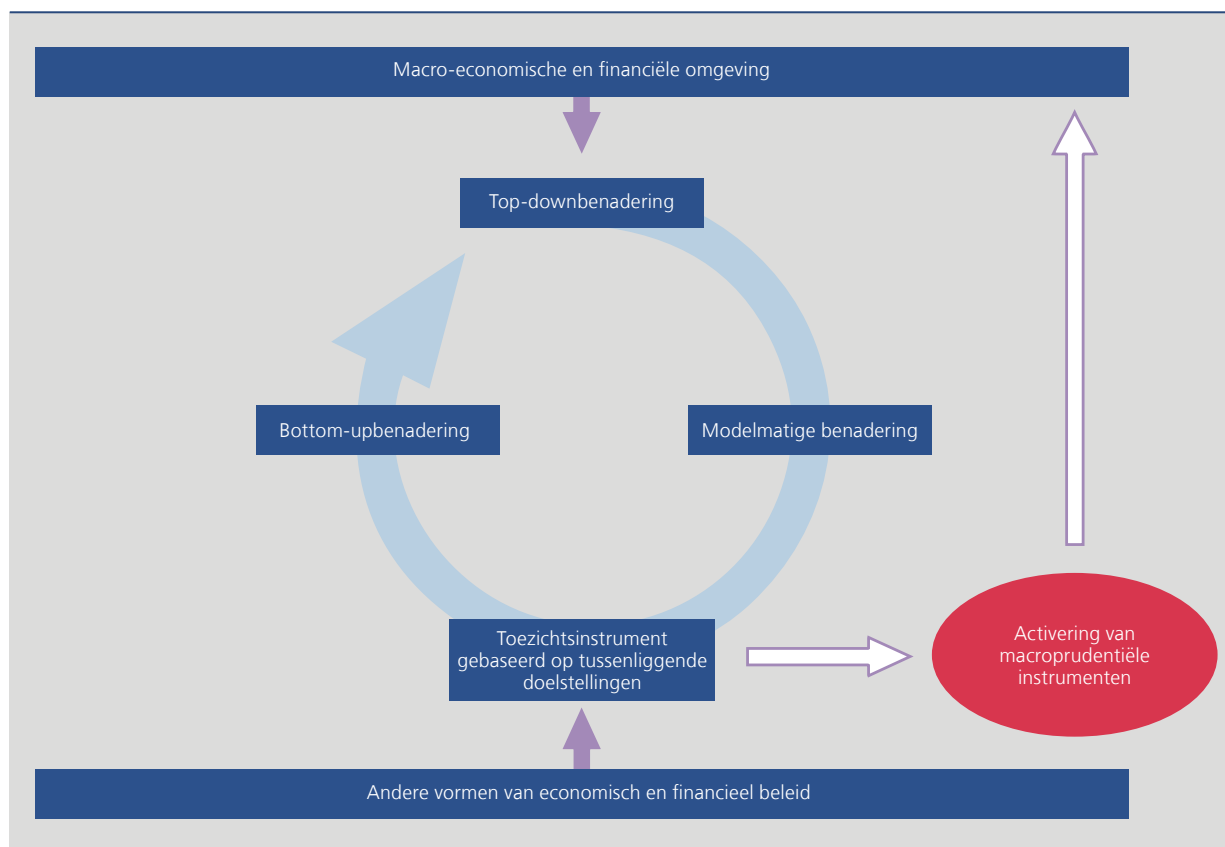 Macro-economische en financiële omgeving
Top-downbenadering
Bottom-upbenadering
Modelmatige benadering
Toezichtsinstrument
gebaseerd op tussenliggende
doelstellingen
Activering van
macroprudentiële
instrumenten
Andere vormen van economisch en financieel beleid